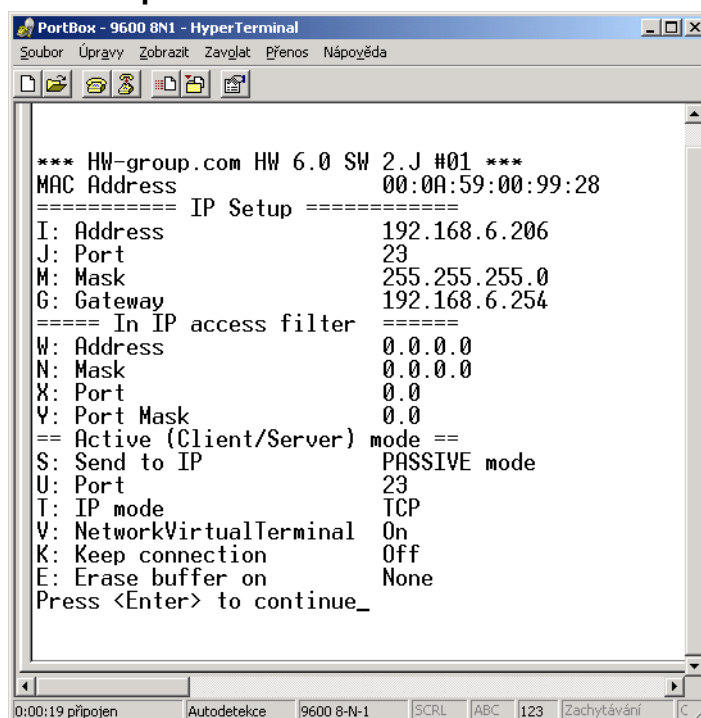 PortBox - 9600 8N1 - HyperTerminal
Soubor Úpravy Zobrazit Zavolat Přenos Nápověda
*** HW-group.com HW 6.0 SW 2.J #01 ***
MAC Address 00:0A:59:00:99:28
=========== IP Setup ============
I: Address 192.168.6.206
J: Port 23
M: Mask 255.255.255.0
G: Gateway 192.168.6.254
===== In IP access filter ======
W: Address 0.0.0.0
N: Mask 0.0.0.0
X: Port 0.0
Y: Port Mask 0.0
== Active (Client/Server) mode ==
S: Send to IP PASSIVE mode
U: Port 23
T: IP mode TCP
V: NetworkVirtualTerminal On
K: Keep connection Off
E: Erase buffer on None
Press <Enter> to continue_
0:00:19 připojen Autodetekce 9600 8-N-1 SCRL ABC 123 Zachytávání